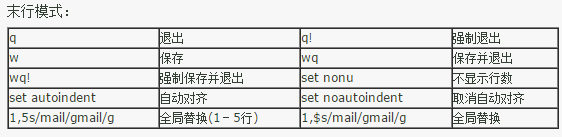 末行模式：
q 退出 q! 强制退出
w 保存 wq 保存并退出
wq! 强制保存并退出 set nonu 不显示行数
set autoindent 自动对齐 set noautoindent 取消自动对齐
1,5s/mail/gmail/g 全局替换(1-5行) 1,$s/mail/gmail/g 全局替换